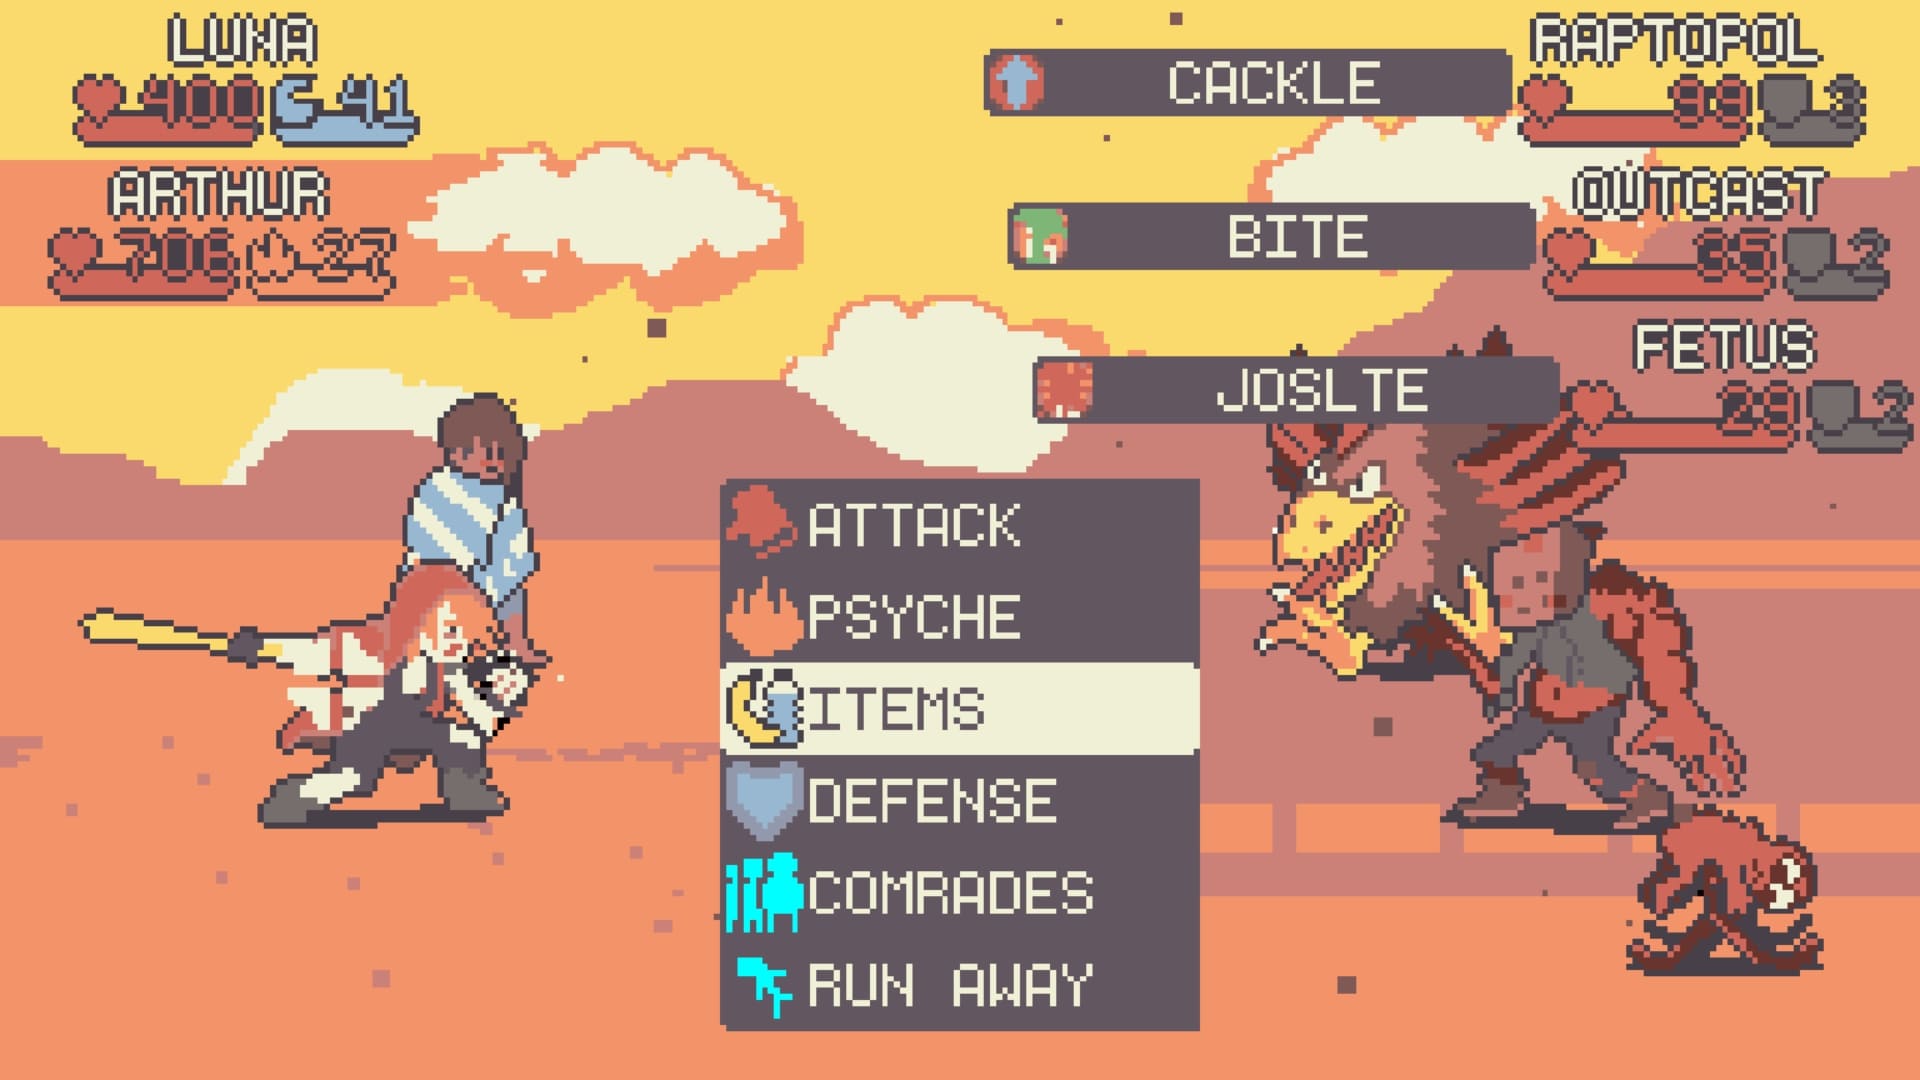 LUNA
400 41
ARTHUR
706 27
CACKLE
RAPTOPOL
99 3
BITE
OUTCAST
35 2
JOSLTE
FETUS
29 2
ATTACK
PSYCHE
ITEMS
DEFENSE
COMRADES
RUN AWAY